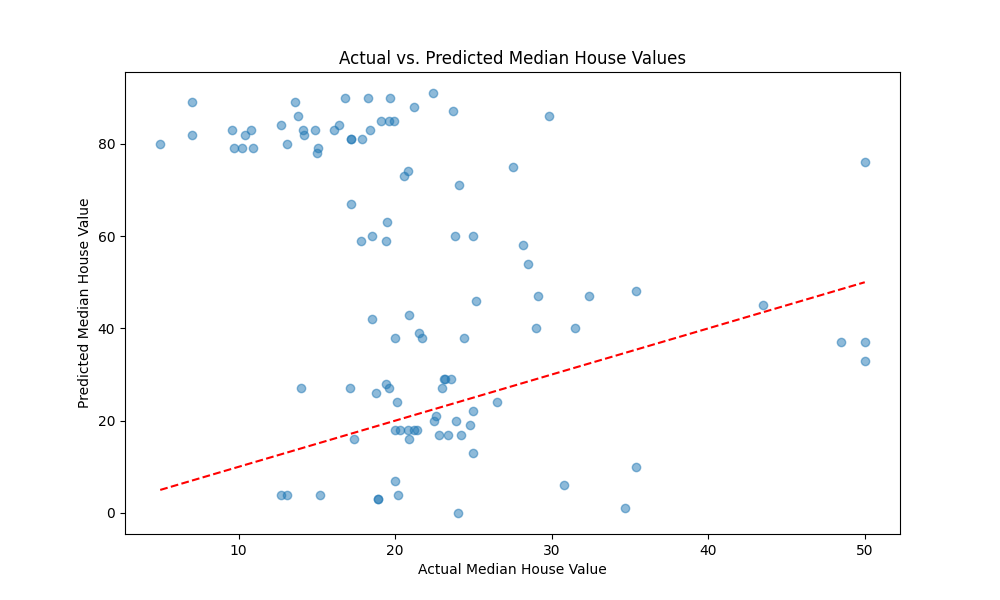 Actual vs. Predicted Median House Values
Predicted Median House Value
80
60
40
20
0
10 20 30 40 50
Actual Median House Value